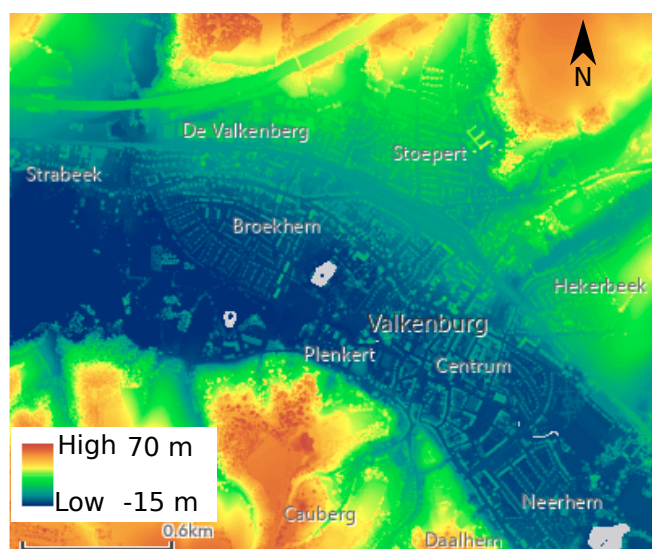 N
De Valkenberg
Stoepert
Strabeek
Broekhem
Hekerbeek
Valkenburg
Plenkert
Centrum
High 70 m
Low -15 m
Neerhem
Cauberg
0.6km
Daalhem